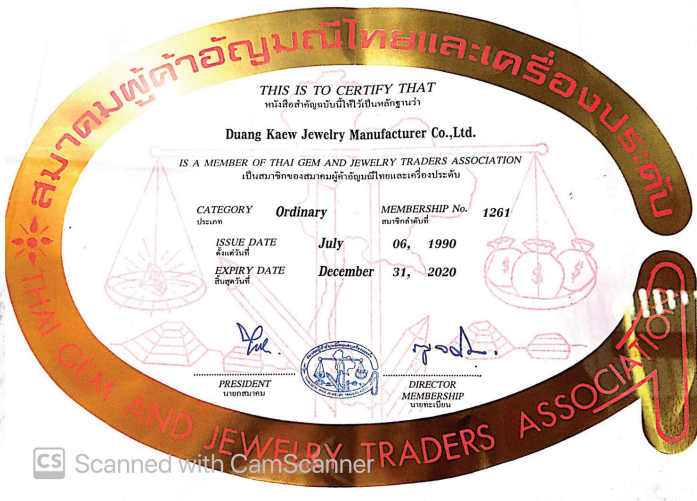 สมาคมผู้ค้าอัญมณีไทยและเครื่องประดับ
THIS IS TO CERTIFY THAT
หนังสือสำคัญฉบับนี้ให้ไว้เป็นหลักฐานว่า
Duang Kaew Jewelry Manufacturer Co.,Ltd.
IS A MEMBER OF THAI GEM AND JEWELRY TRADERS ASSOCIATION
เป็นสมาชิกของสมาคมผู้ค้าอัญมณีไทยและเครื่องประดับ
CATEGORY Ordinary MEMBERSHIP No. 1261
ประเภท สมาชิกลำดับที่
ISSUE DATE July 06, 1990
ตั้งแต่วันที่
EXPIRY DATE December 31, 2020
สิ้นสุดวันที่
PRESIDENT DIRECTOR
นายกสมาคม MEMBERSHIP
นายทะเบียน
THAI GEM AND JEWELRY TRADERS ASSOCIATION
CS Scanned with CamScanner